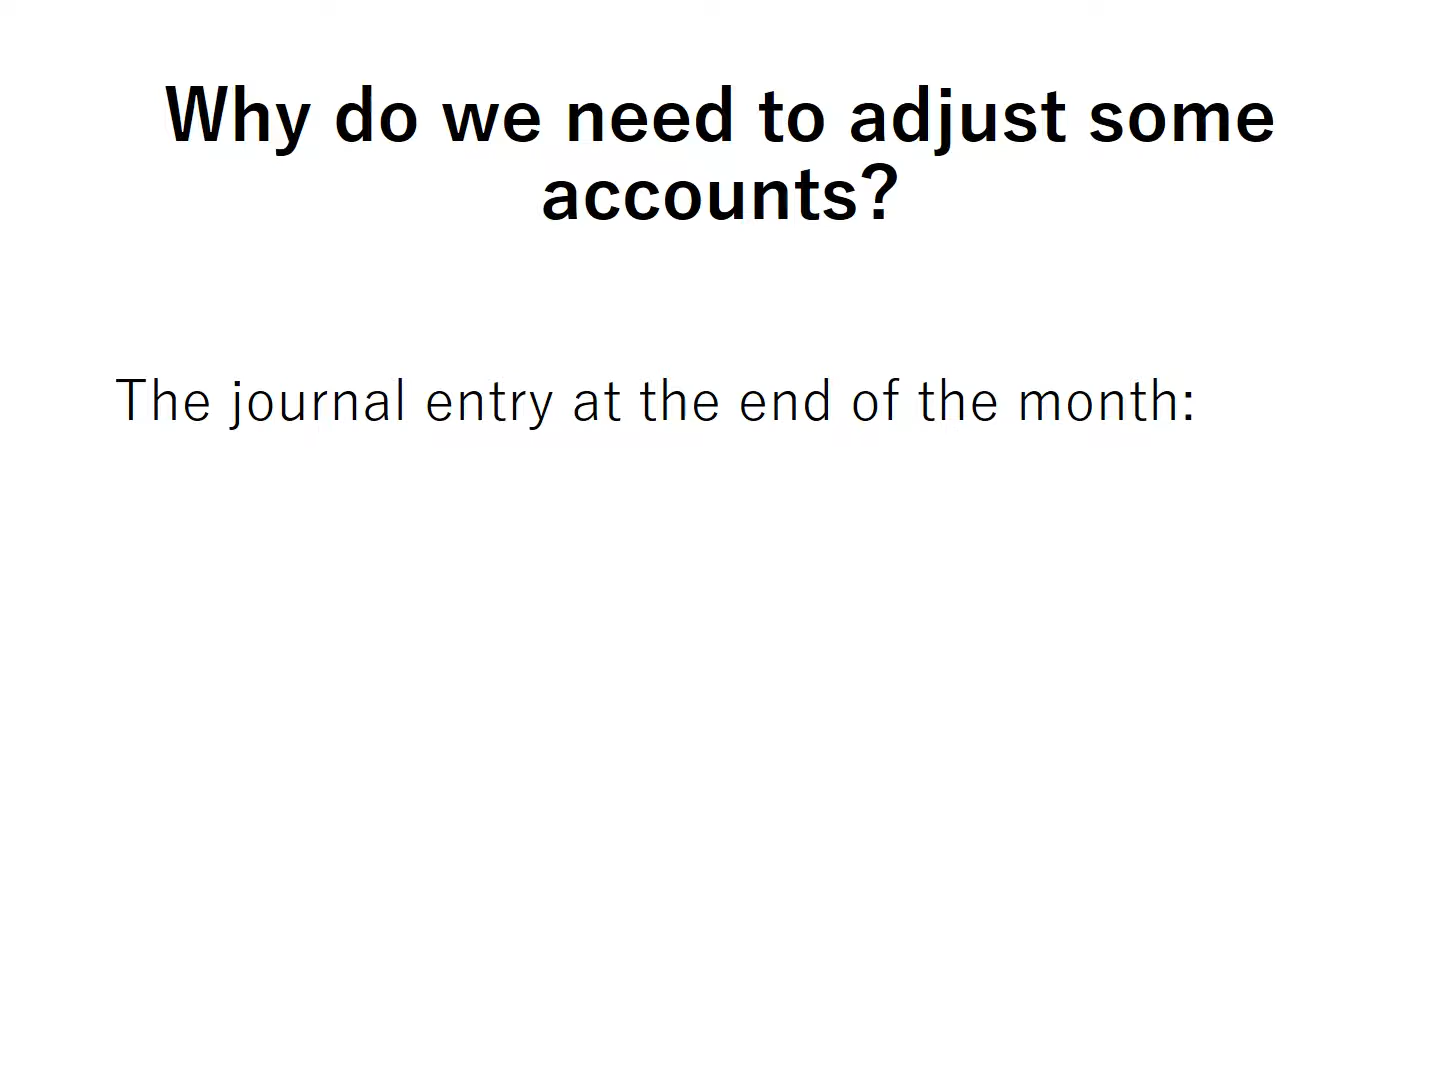 Why do we need to adjust some
accounts?
The journal entry at the end of the month: